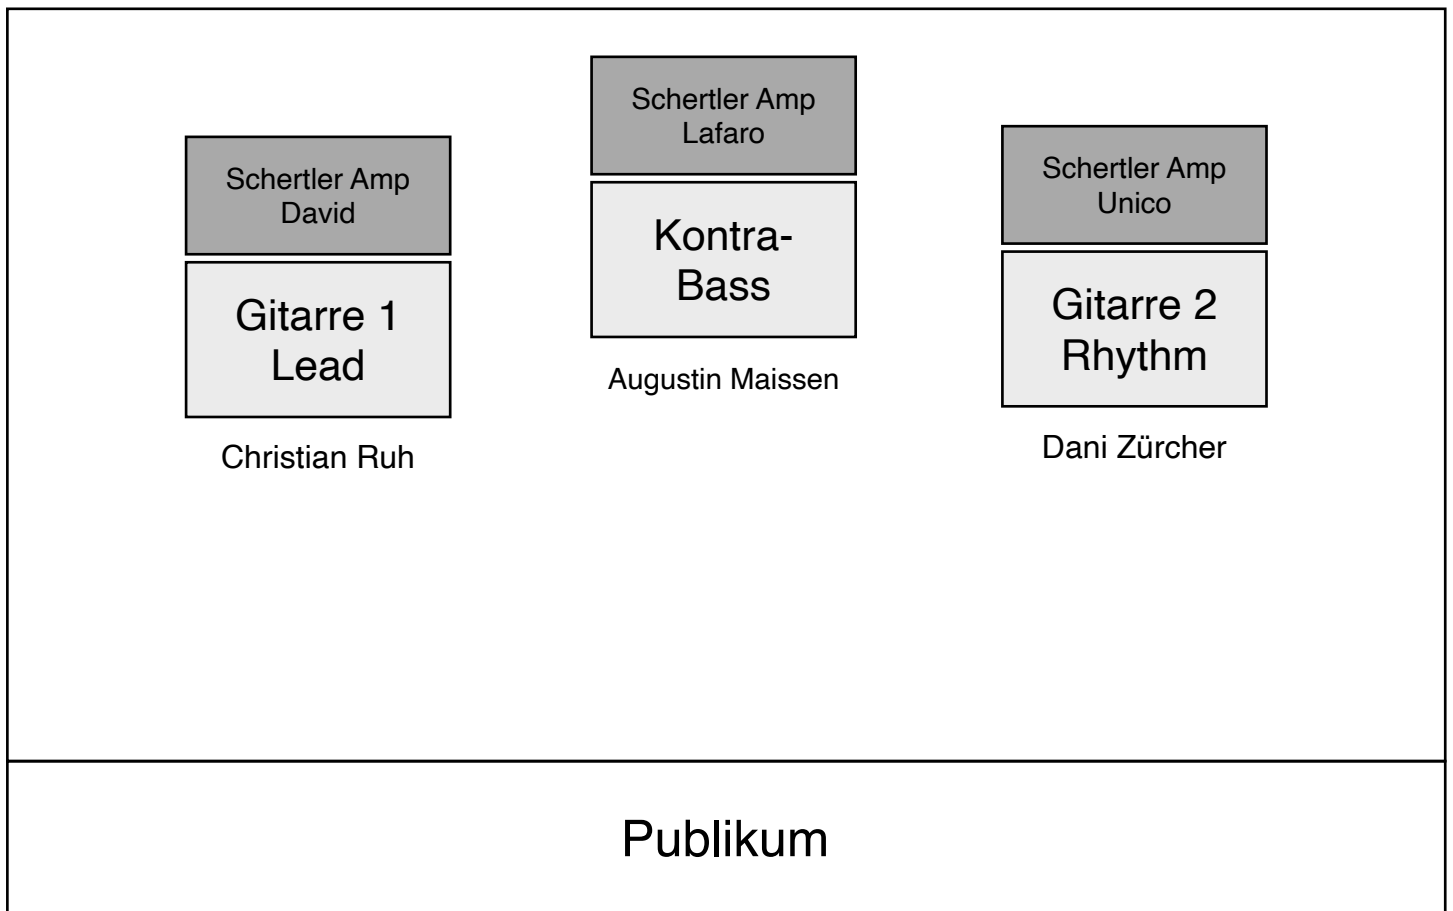 Schertler Amp
David
Gitarre 1
Lead
Christian Ruh
Schertler Amp
Lafaro
Kontra-
Bass
Augustin Maissen
Schertler Amp
Unico
Gitarre 2
Rhythm
Dani Zürcher
Publikum